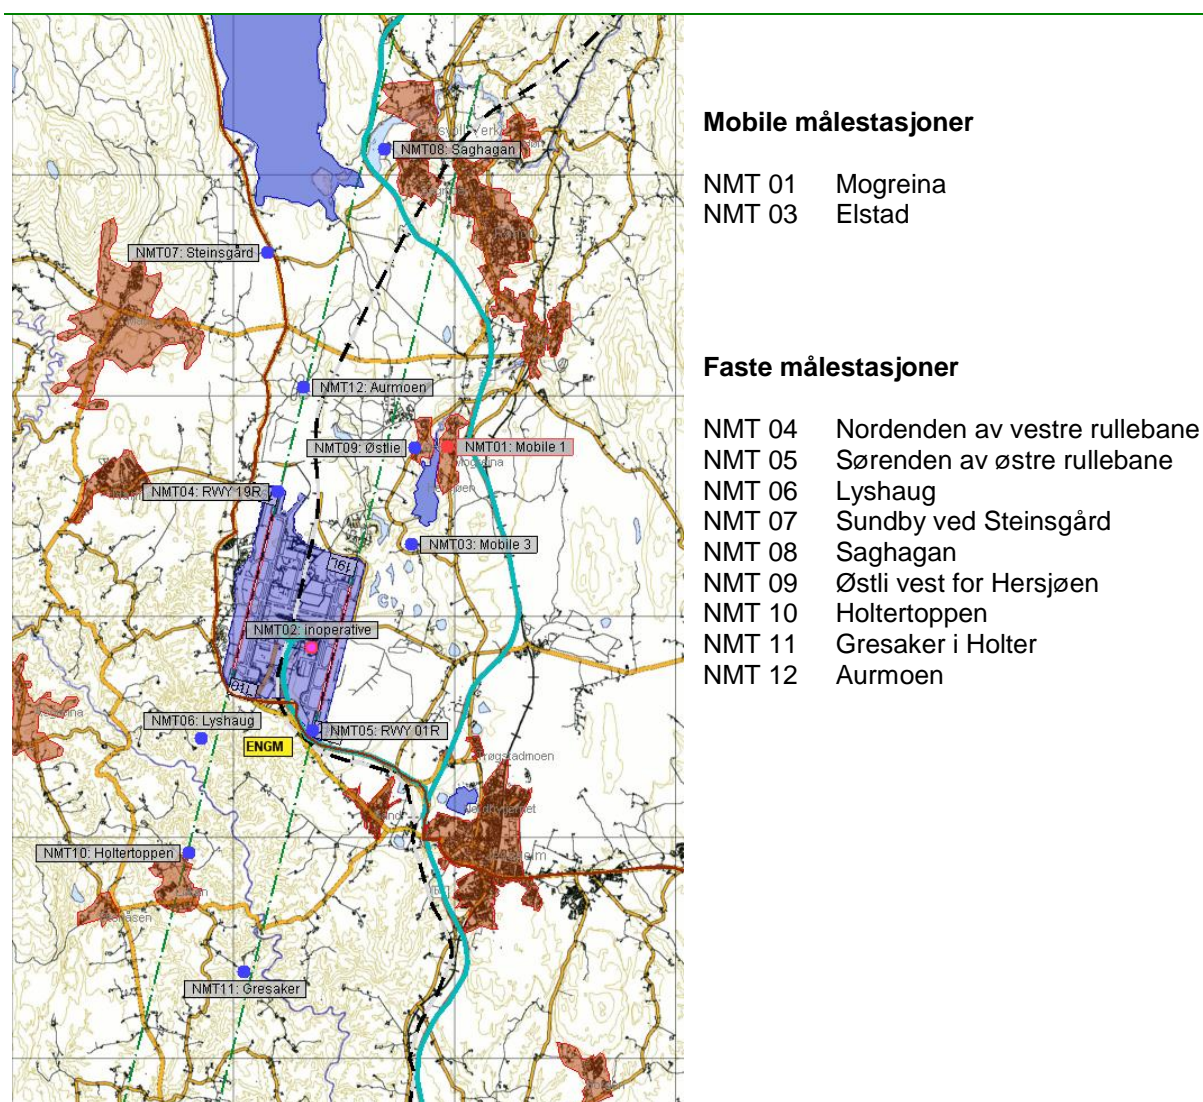 NMT08: Saghagan
NMT07: Steinsgård
NMT12: Aurmoen
NMT09: Østlie
NMT01: Mobile 1
Mogreina
NMT04: RWY 19R
NMT03: Mobile 3
19L
NMT02: inoperative
NMT06: Lyshaug
NMT05: RWY 01R
ENGM
NMT10: Holtertoppen
NMT11: Gresaker
Mobile målestasjoner
NMT 01 Mogreina
NMT 03 Elstad
Faste målestasjoner
NMT 04 Nordenden av vestre rullebane
NMT 05 Sørenden av østre rullebane
NMT 06 Lyshaug
NMT 07 Sundby ved Steinsgård
NMT 08 Saghagan
NMT 09 Østli vest for Hersjøen
NMT 10 Holtertoppen
NMT 11 Gresaker i Holter
NMT 12 Aurmoen